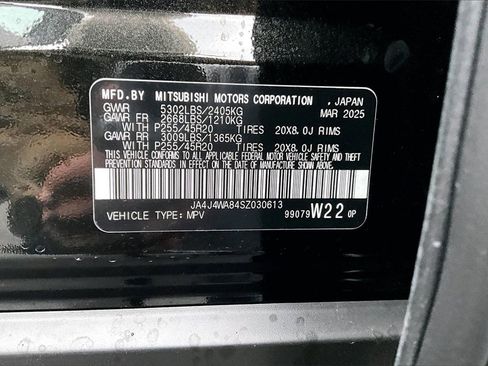 MFD.BY MITSUBISHI MOTORS CORPORATION , JAPAN
GVWR 5302LBS/2405KG MAR 2025
GAWR FR 2668LBS/1210KG
WITH P255/45R20 TIRES 20X8.0J RIMS
GAWR RR 3009LBS/1365KG
WITH P255/45R20 TIRES 20X8.0J RIMS
THIS VEHICLE CONFORMS TO ALL APPLICABLE FEDERAL MOTOR VEHICLE SAFETY AND THEFT
PREVENTION STANDARDS IN EFFECT ON THE DATE OF MANUFACTURE SHOWN ABOVE.
JA4J4WA84SZ030613
VEHICLE TYPE: MPV 99079 W22 0P